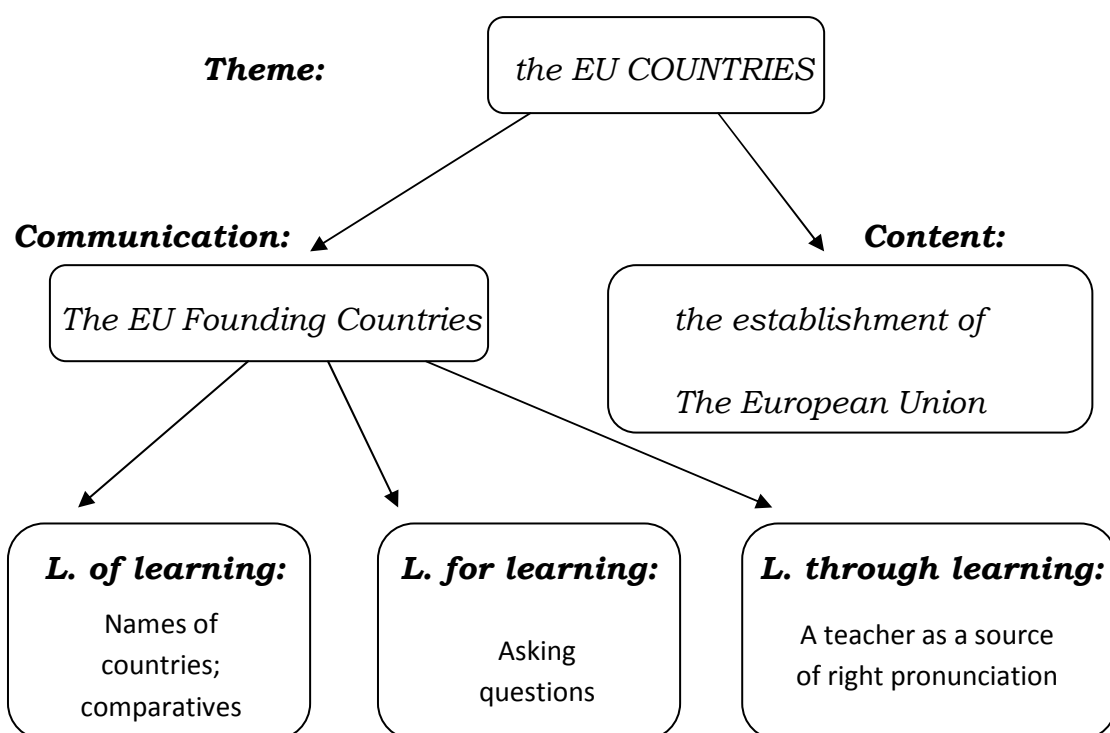 Theme:
the EU COUNTRIES
Communication:
The EU Founding Countries
Content:
the establishment of
The European Union
L. of learning:
Names of
countries;
comparatives
L. for learning:
Asking
questions
L. through learning:
A teacher as a source
of right pronunciation